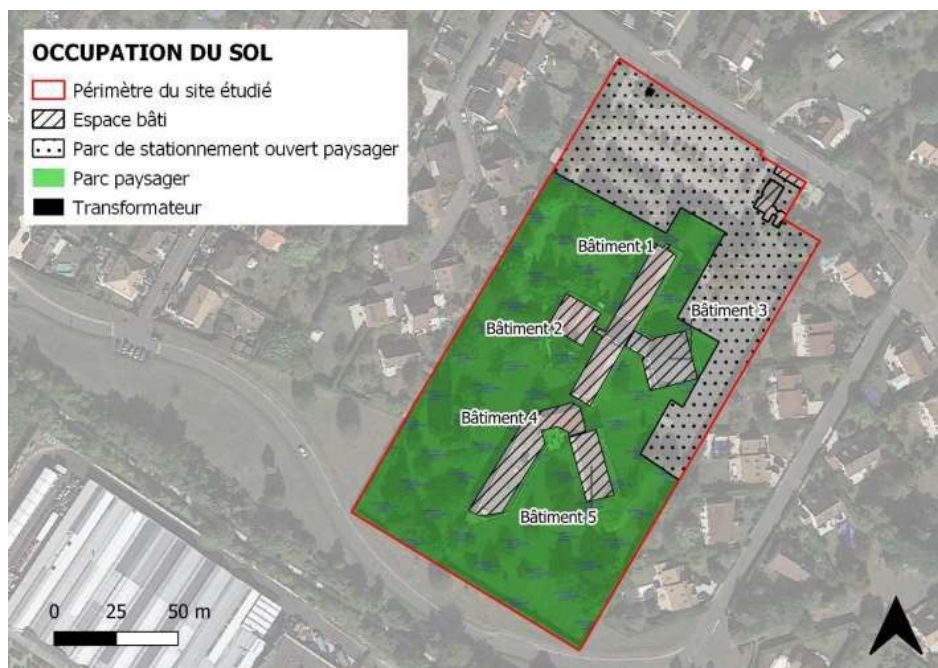 OCCUPATION DU SOL
Périmètre du site étudié
Espace bâti
Parc de stationnement ouvert paysager
Parc paysager
Transformateur
Bâtiment 1
Bâtiment 3
Bâtiment 2
Bâtiment 4
Bâtiment 5
0 25 50 m